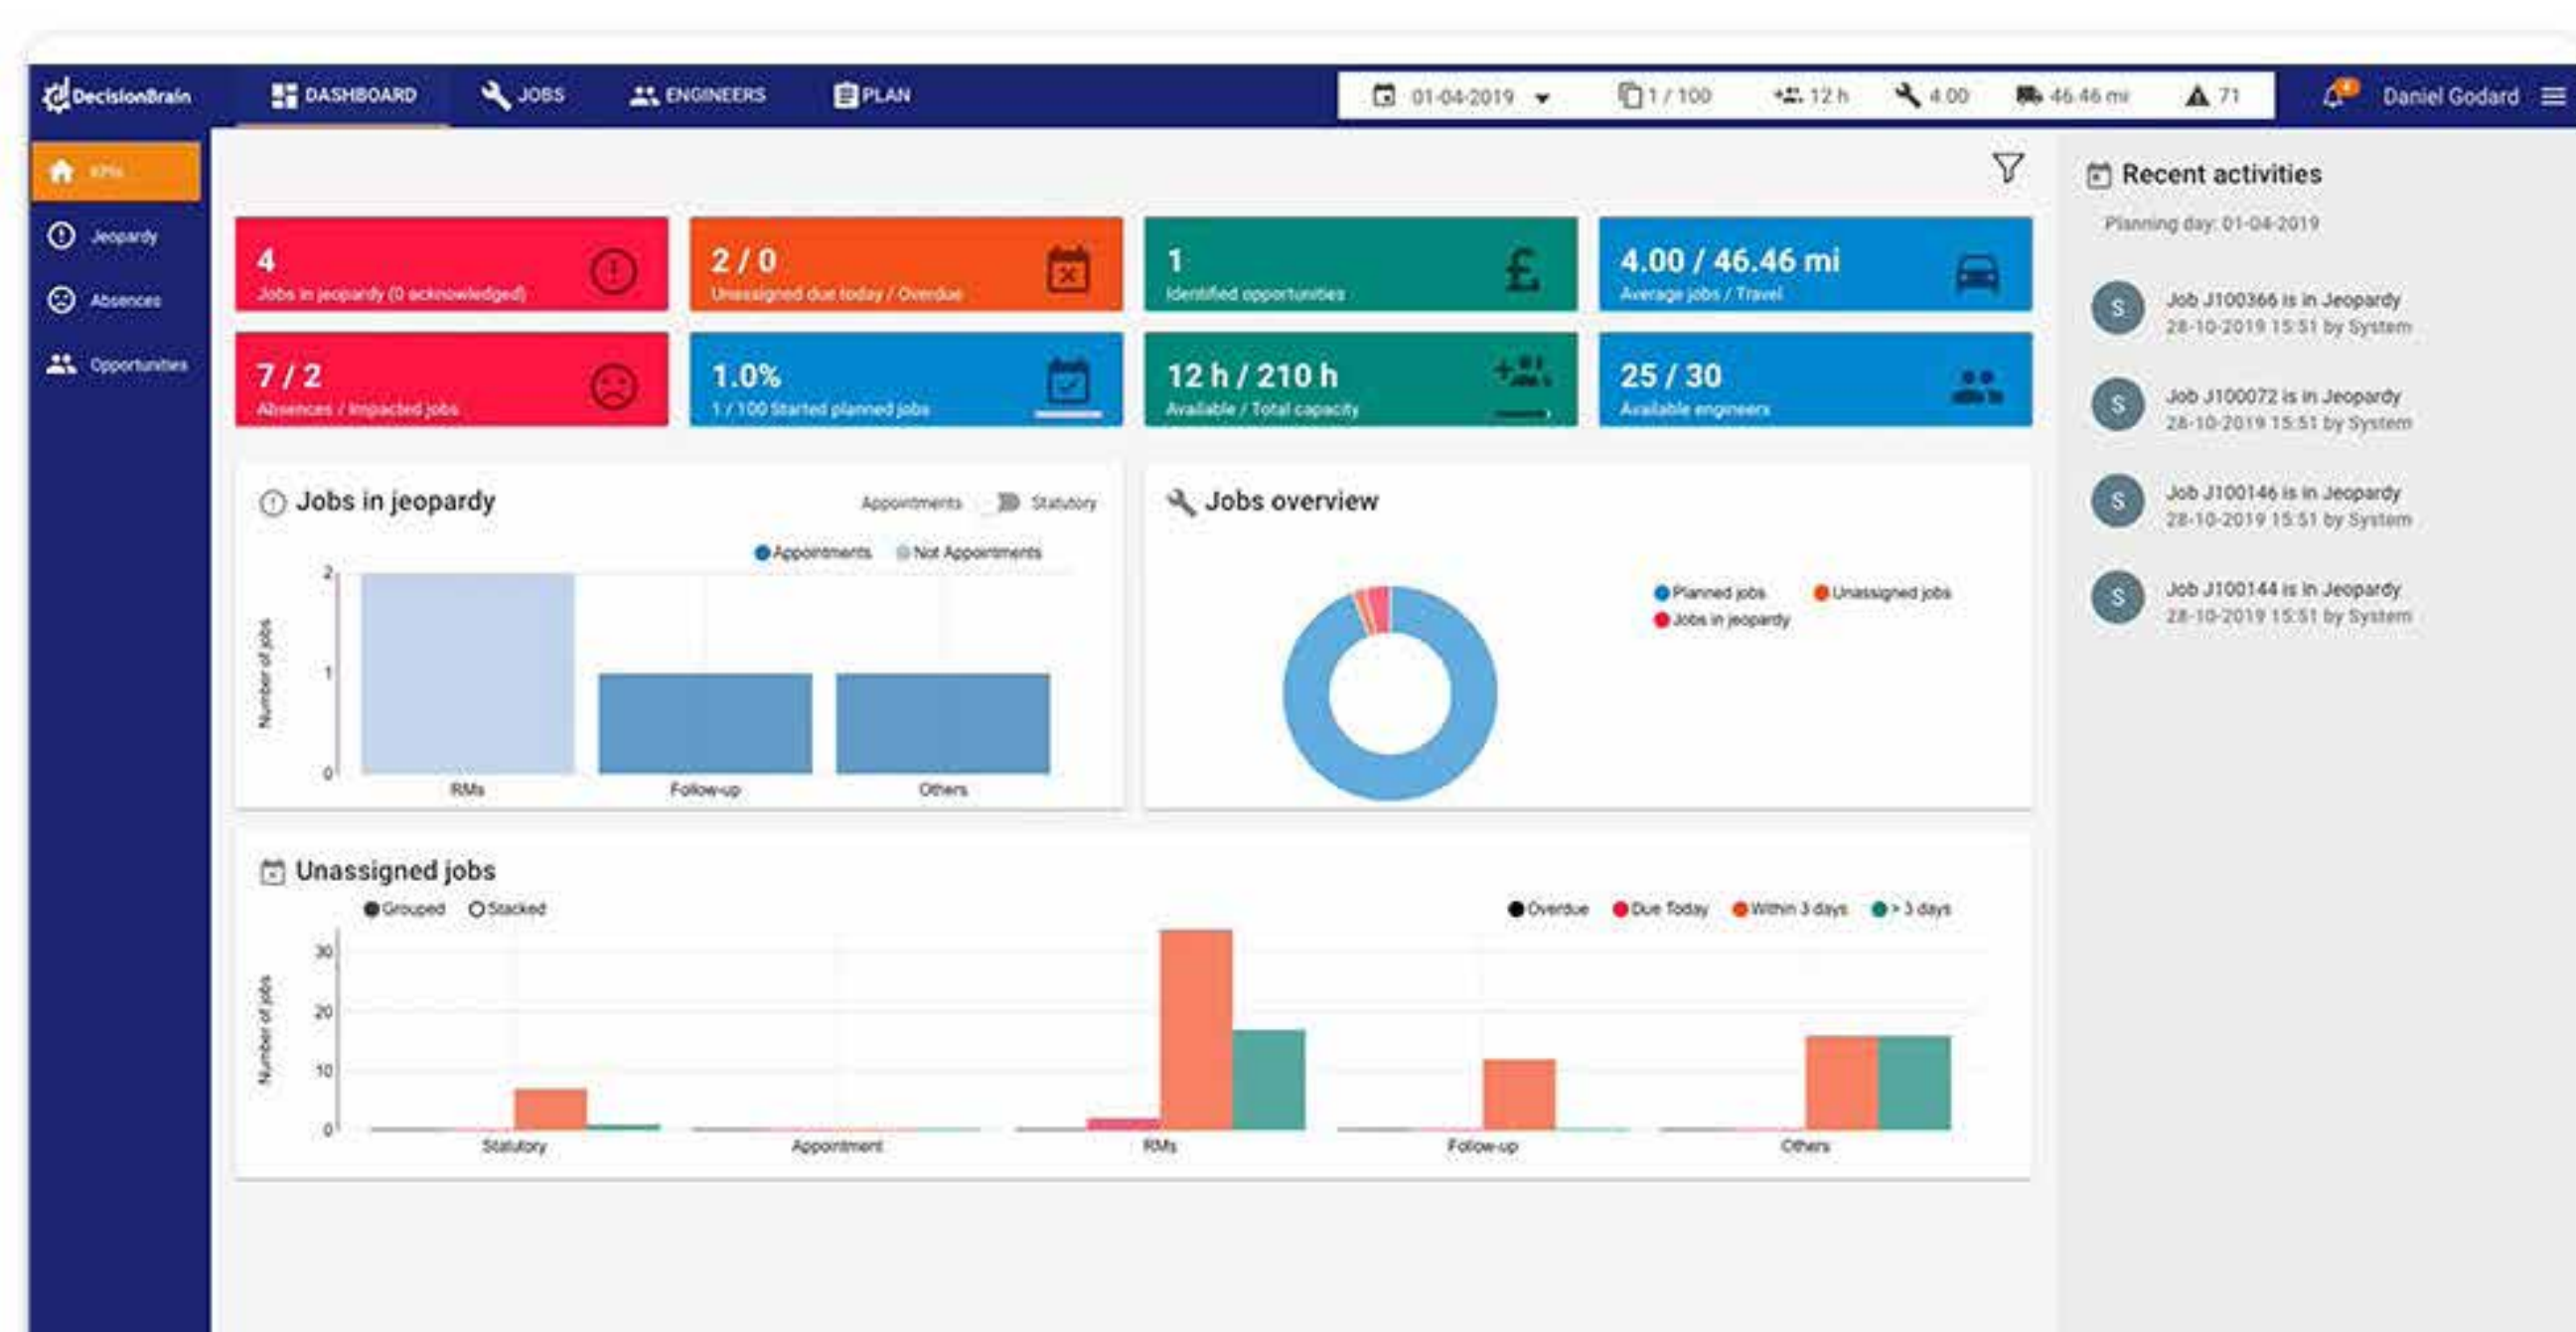 DecisionBrain
DASHBOARD
JOBS
ENGINEERS
PLAN
01-04-2019
1 / 100
12 h
4.00
46.46 mi
71
4
Daniel Godard
KPIs
Jeopardy
Absences
Opportunities
4
Jobs in jeopardy (0 acknowledged)
2 / 0
Unassigned due today / Overdue
1
Identified opportunities
£
4.00 / 46.46 mi
Average jobs / Travel
7 / 2
Absences / Impacted jobs
1.0%
1 / 100 Started planned jobs
12 h / 210 h
Available / Total capacity
25 / 30
Available engineers
Jobs in jeopardy
Appointments
Statutory
Appointments
Not Appointments
Number of jobs
2
1
0
RMs
Follow-up
Others
Jobs overview
Planned jobs
Unassigned jobs
Jobs in jeopardy
Unassigned jobs
Grouped
Stacked
Overdue
Due Today
Within 3 days
> 3 days
Number of jobs
30
20
10
0
Statutory
Appointment
RMs
Follow-up
Others
Recent activities
Planning day: 01-04-2019
S
Job J100366 is in Jeopardy
28-10-2019 15:51 by System
S
Job J100072 is in Jeopardy
28-10-2019 15:51 by System
S
Job J100146 is in Jeopardy
28-10-2019 15:51 by System
S
Job J100144 is in Jeopardy
28-10-2019 15:51 by System